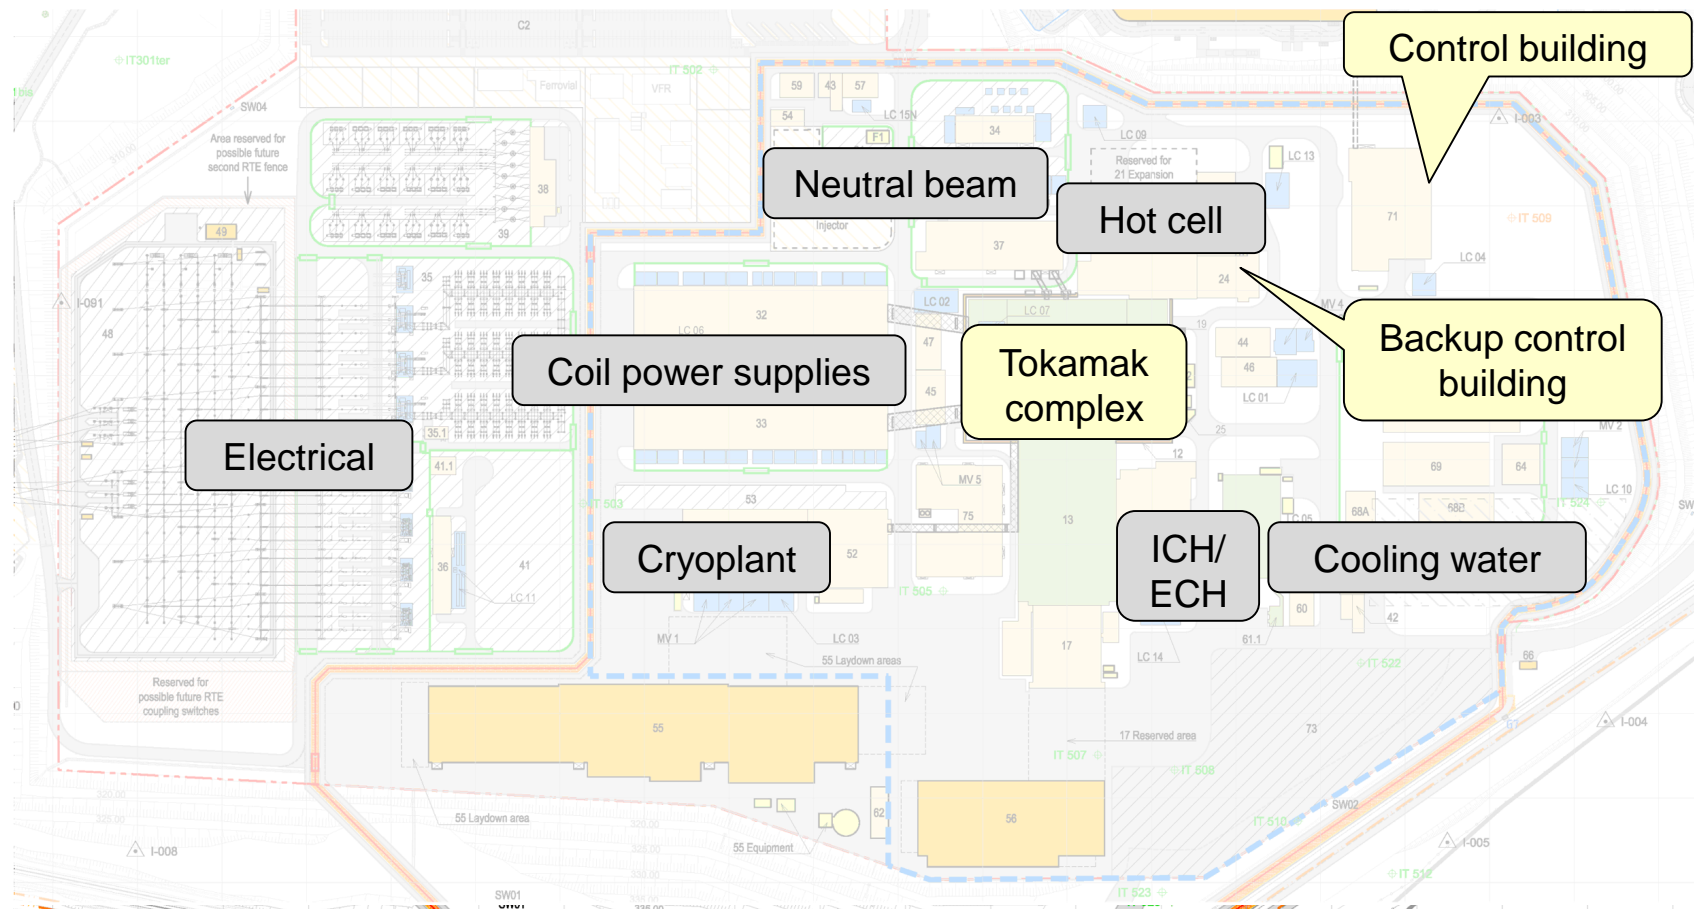 C2
Control building
IT301ter
IT 502
Ferrovial
VFR
59
43
57
SW04
LC 15N
54
F1
34
LC 09
I-003
Area reserved for
possible future
second RTE fence
Reserved for
21 Expansion
LC 13
Neutral beam
38
Hot cell
71
IT 509
49
39
Injector
37
LC 04
35
24
I-091
48
LC 02
LC 07
MV 4
32
19
LC 06
47
44
Backup control
building
Tokamak
complex
Coil power supplies
46
45
LC 01
33
35.1
25
MV 2
Electrical
41.1
12
69
64
MV 5
LC 10
53
IT 503
IT 524
68A
68B
SW
75
13
LC 05
52
ICH/
ECH
Cryoplant
Cooling water
36
41
LC 11
IT 505
60
42
MV 1
LC 03
61.1
17
LC 14
66
55 Laydown areas
IT 522
Reserved for
possible future RTE
coupling switches
55
73
I-004
17 Reserved area
IT 507
IT 508
SW02
62
56
IT 510
55 Laydown area
55 Equipment
I-008
I-005
IT 512
SW01
IT 523